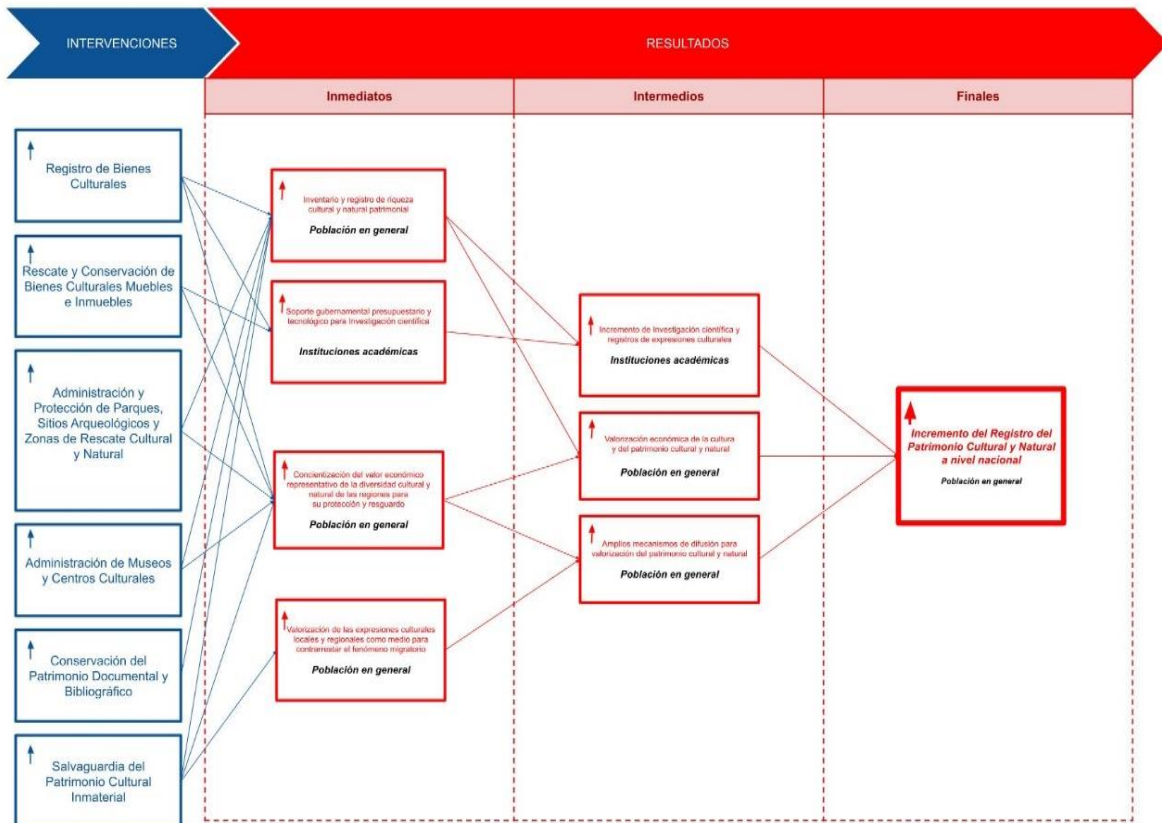 INTERVENCIONES
RESULTADOS
Inmediatos
Intermedios
Finales
Registro de Bienes
Culturales
Rescate y Conservación de
Bienes Culturales Muebles
e Inmuebles
Administración y
Protección de Parques,
Sitios Arqueológicos y
Zonas de Rescate Cultural
y Natural
Administración de Museos
y Centros Culturales
Conservación del
Patrimonio Documental y
Bibliográfico
Salvaguardia del
Patrimonio Cultural
Inmaterial
Inventario y registro de riqueza
cultural y natural patrimonial
Población en general
Soporte gubernamental presupuestario y
tecnológico para Investigación científica
Instituciones académicas
Concientización del valor económico
representativo de la diversidad cultural y
natural de las regiones para
su protección y resguardo
Población en general
Valorización de las expresiones culturales
locales y regionales como medio para
contrarrestar el fenómeno migratorio
Población en general
Incremento de Investigación científica y
registros de expresiones culturales
Instituciones académicas
Valorización económica de la cultura
y del patrimonio cultural y natural
Población en general
Amplios mecanismos de difusión para
valorización del patrimonio cultural y natural
Población en general
Incremento del Registro del
Patrimonio Cultural y Natural
a nivel nacional
Población en general